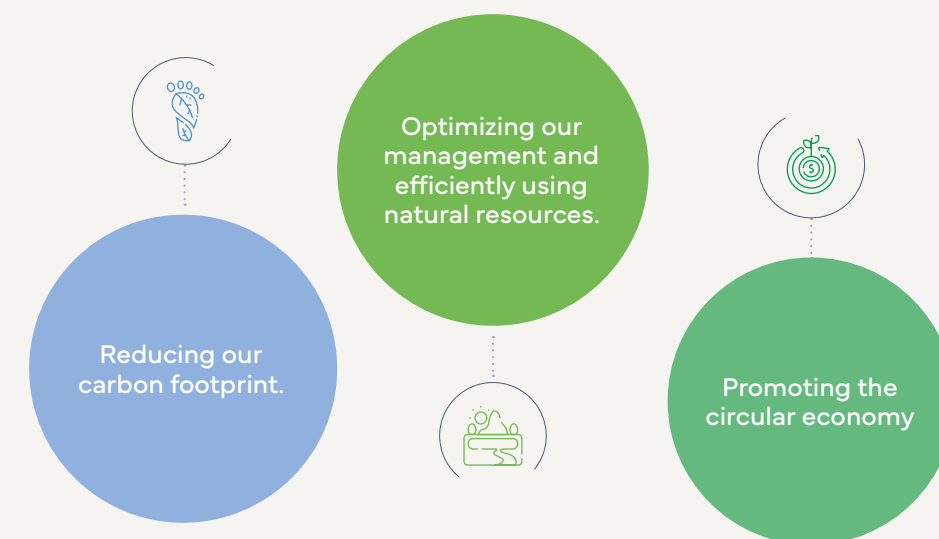 Reducing our
carbon footprint.
Optimizing our
management and
efficiently using
natural resources.
$
Promoting the
circular economy